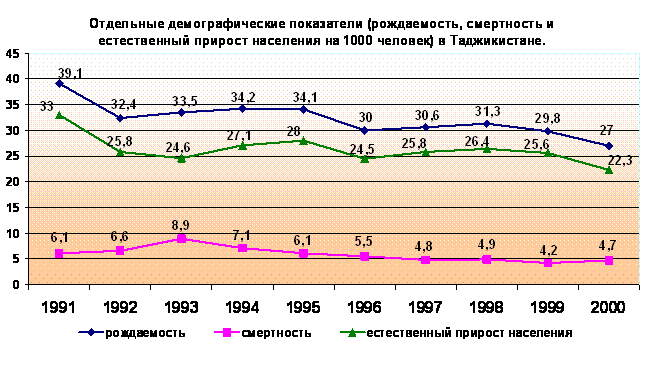 Отдельные демографические показатели (рождаемость, смертность и
естественный прирост населения на 1000 человек) в Таджикистане.
45
40
35
30
25
20
15
10
5
0
39,1 32,4 33,5 34,2 34,1 30 30,6 31,3 29,8 27
33 25,8 24,6 27,1 28 24,5 25,8 26,4 25,6 22,3
6,1 6,6 8,9 7,1 6,1 5,5 4,8 4,9 4,2 4,7
1991 1992 1993 1994 1995 1996 1997 1998 1999 2000
рождаемость смертность естественный прирост населения